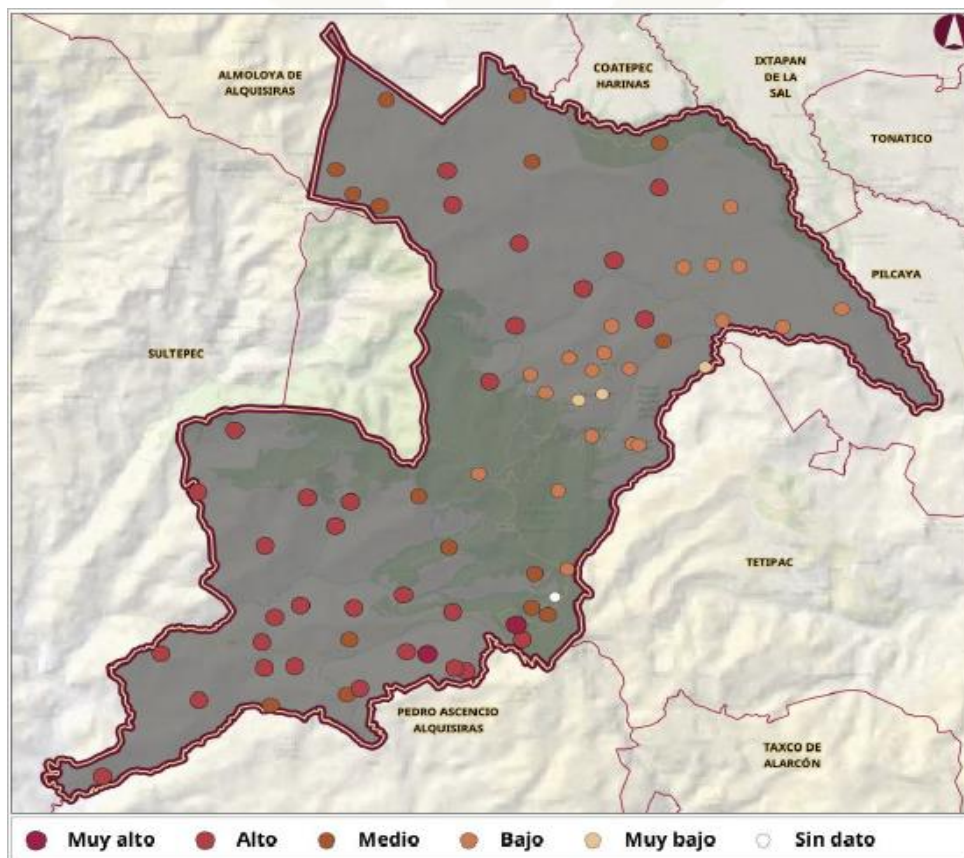 ALMOLOYA DE
ALQUISIRAS
COATEPEC
HARINAS
IXTAPAN
DE LA
SAL
TONATICO
PILCAYA
SULTEPEC
TETIPAC
PEDRO ASCENCIO
ALQUISIRAS
TAXCO DE
ALARCÓN
Muy alto Alto Medio Bajo Muy bajo Sin dato